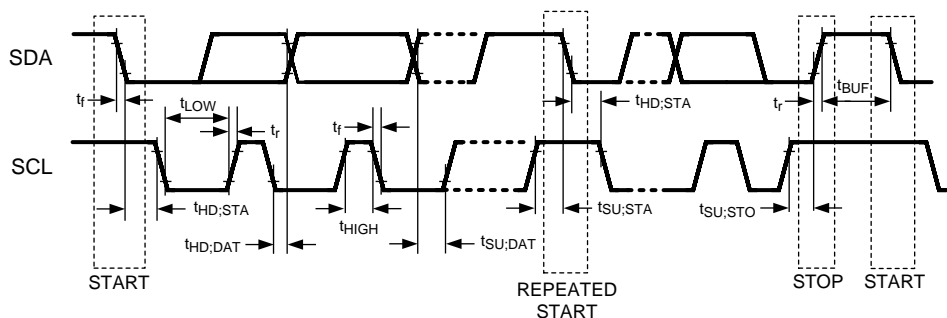 SDA
t_f
t_LOW
t_r
t_f
t_HD;STA
t_r
t_BUF
SCL
t_HD;STA
t_HD;DAT
t_HIGH
t_SU;DAT
t_SU;STA
t_SU;STO
START
REPEATED
START
STOP
START